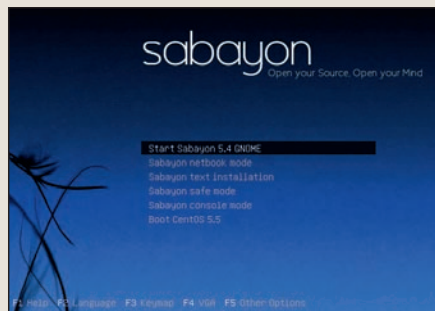 sabayon
Open your Source, Open your Mind
Start Sabayon 5.4 GNOME
Sabayon netbook mode
Sabayon text installation
Sabayon safe mode
Sabayon console mode
Boot CentOS 5.5
F1 Help F2 Language F3 Keymap F4 VGA F5 Other Options